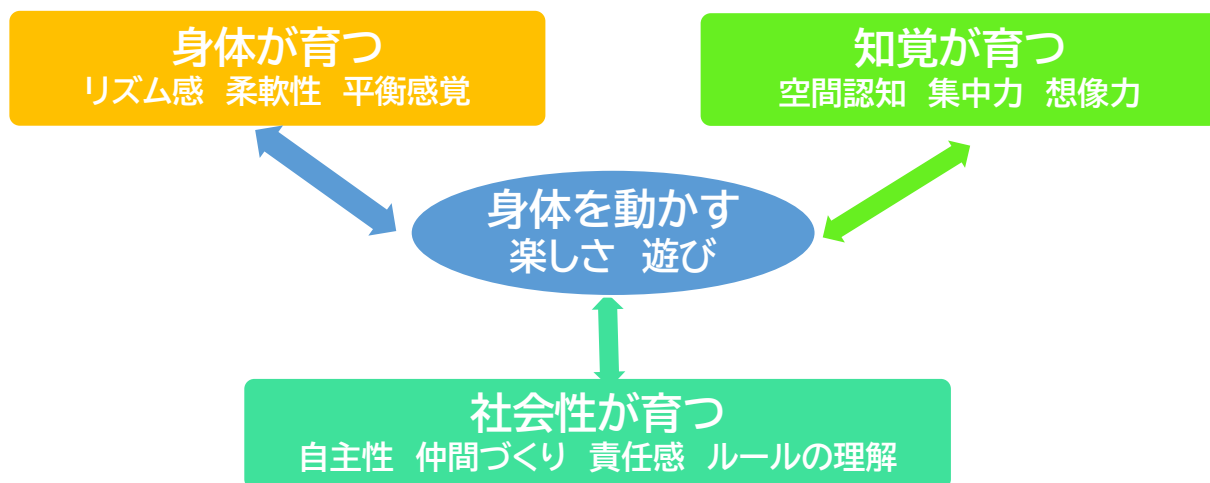 身体が育つ
リズム感 柔軟性 平衡感覚
知覚が育つ
空間認知 集中力 想像力
身体を動かす
楽しさ 遊び
社会性が育つ
自主性 仲間づくり 責任感 ルールの理解